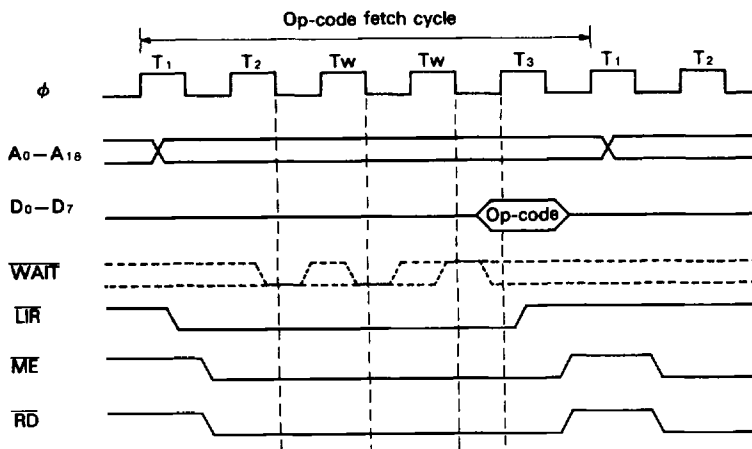 Op-code fetch cycle
T1 T2 Tw Tw T3 T1 T2
ϕ
A0–A18
D0–D7 Op-code
WAIT
LIR
ME
RD